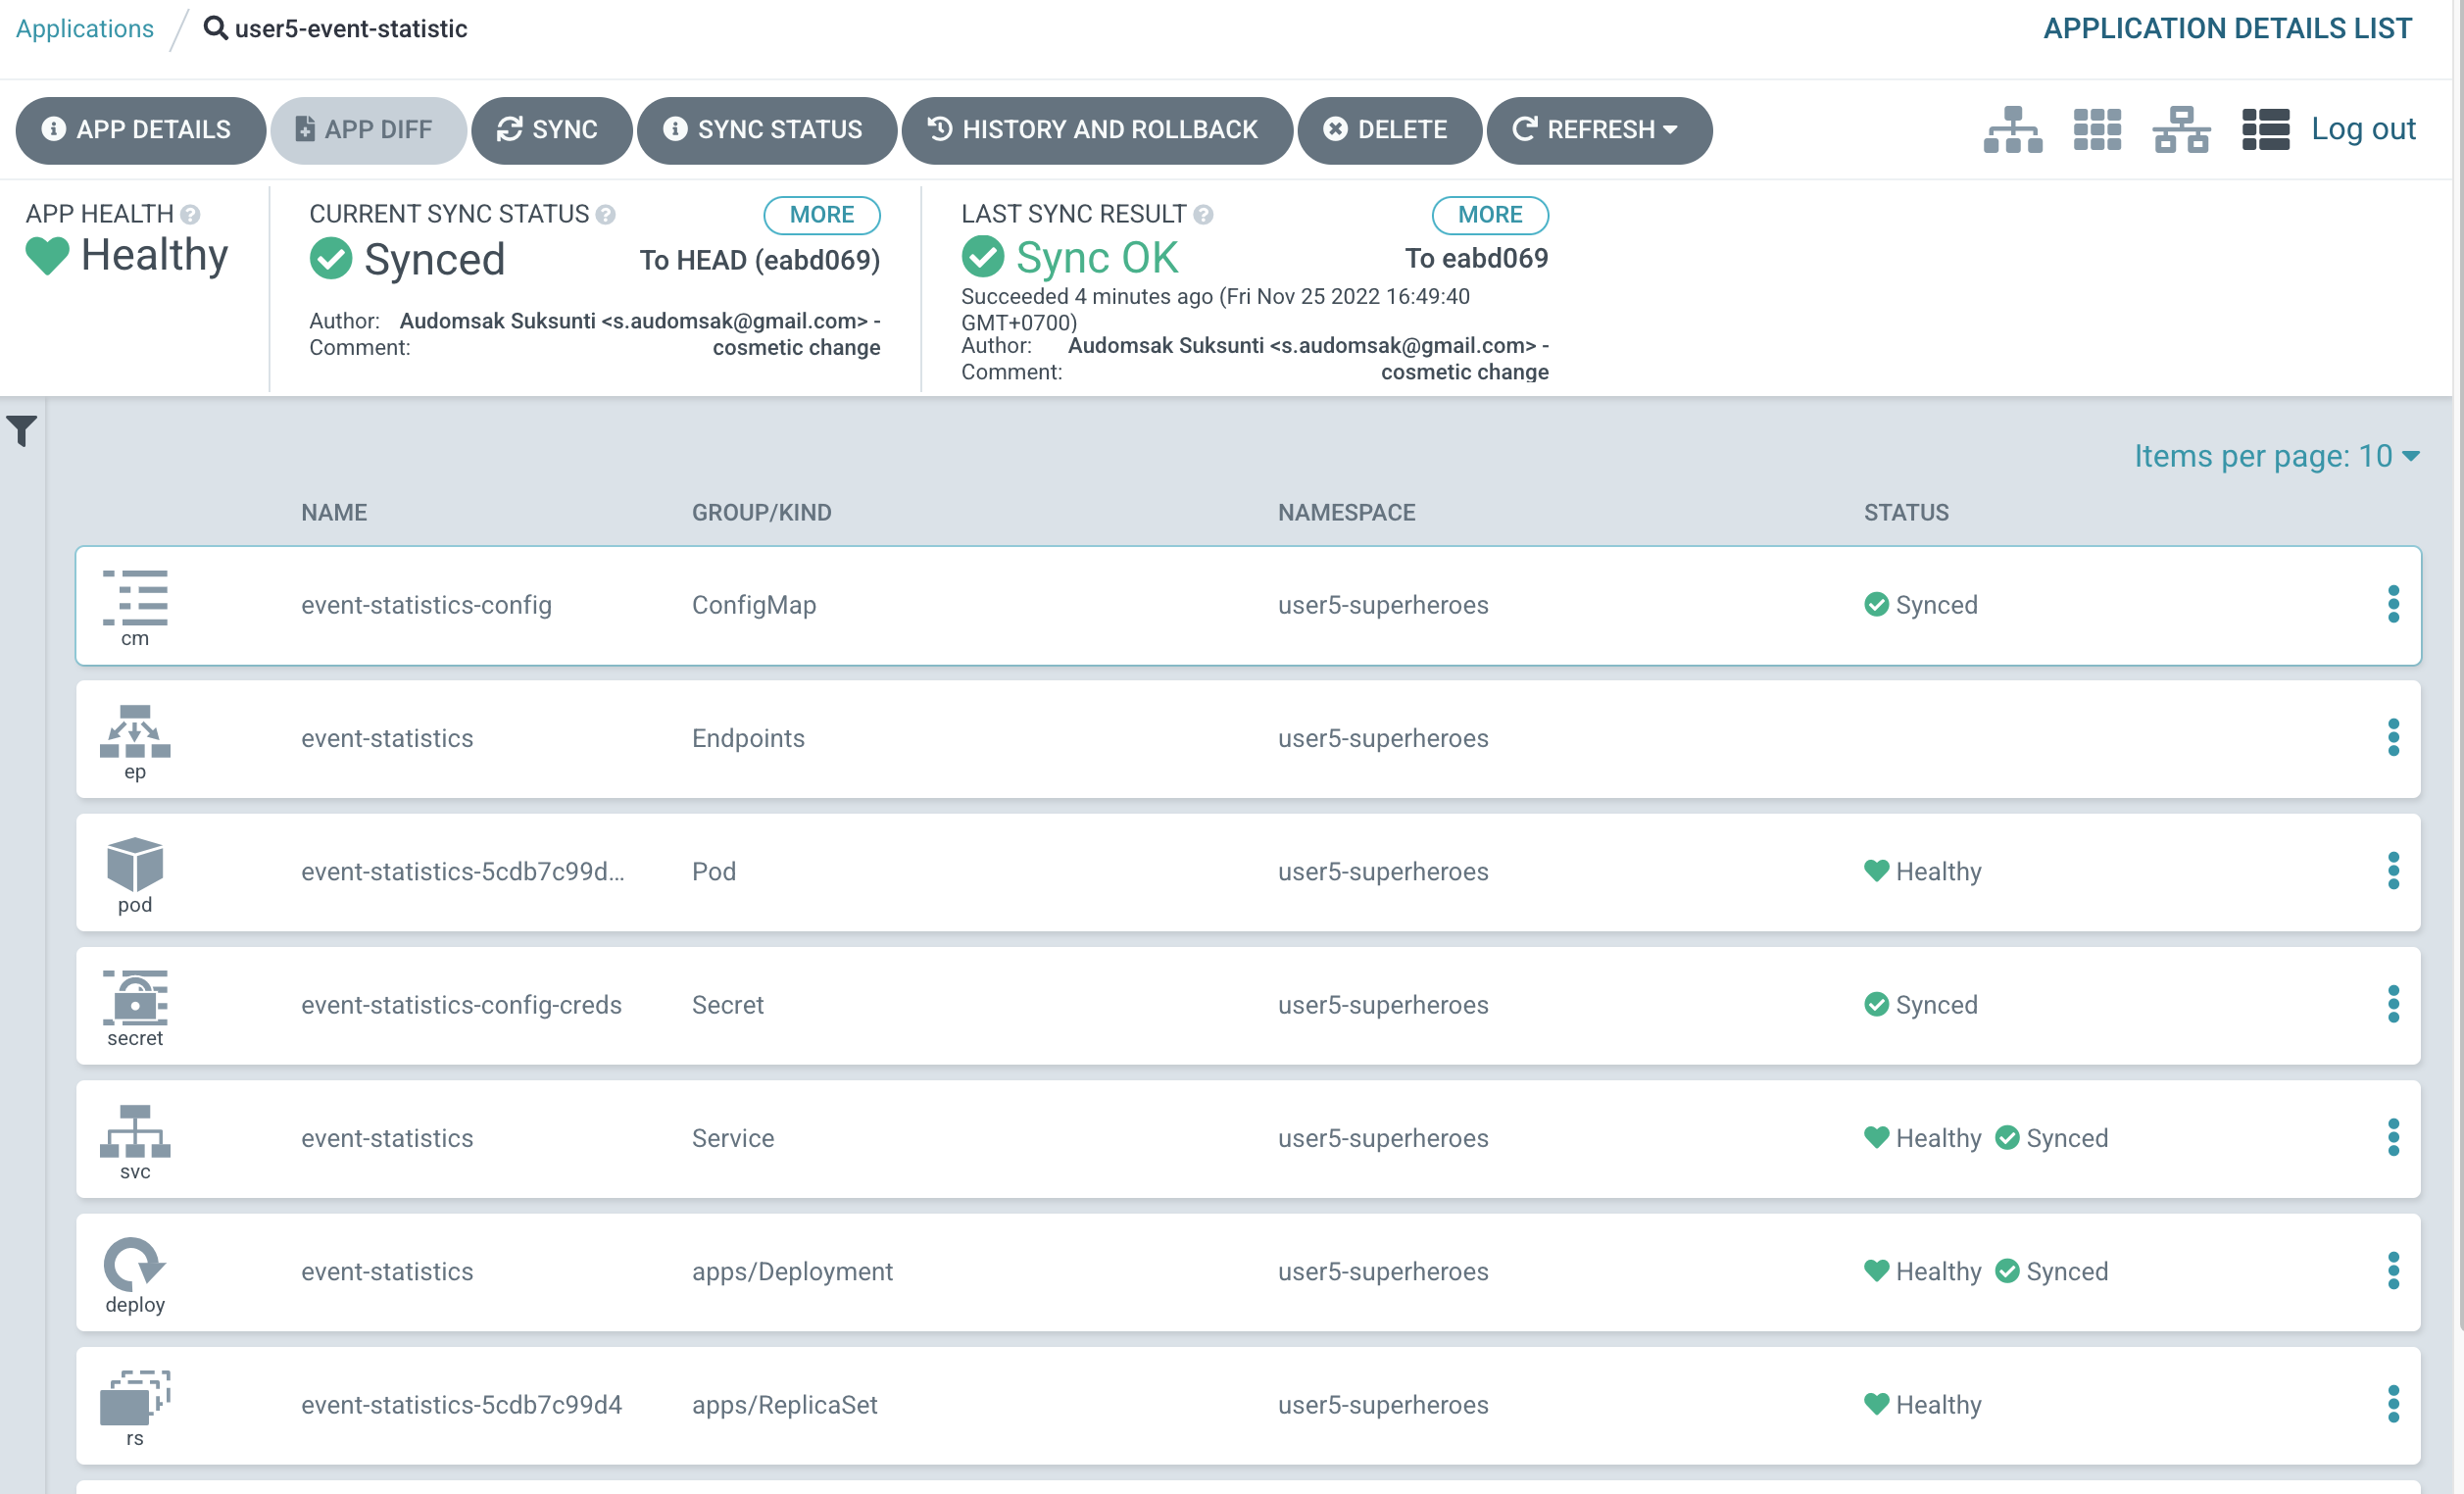 Applications
user5-event-statistic
APPLICATION DETAILS LIST
APP DETAILS
APP DIFF
SYNC
SYNC STATUS
HISTORY AND ROLLBACK
DELETE
REFRESH
Log out
APP HEALTH
Healthy
CURRENT SYNC STATUS
MORE
Synced
To HEAD (eabd069)
Author: Audomsak Suksunti <s.audomsak@gmail.com> -
Comment: cosmetic change
LAST SYNC RESULT
MORE
Sync OK
To eabd069
Succeeded 4 minutes ago (Fri Nov 25 2022 16:49:40
GMT+0700)
Author: Audomsak Suksunti <s.audomsak@gmail.com> -
Comment: cosmetic change
Items per page: 10
NAME GROUP/KIND NAMESPACE STATUS
cm
event-statistics-config ConfigMap user5-superheroes Synced
ep
event-statistics Endpoints user5-superheroes
pod
event-statistics-5cdb7c99d... Pod user5-superheroes Healthy
secret
event-statistics-config-creds Secret user5-superheroes Synced
svc
event-statistics Service user5-superheroes Healthy Synced
deploy
event-statistics apps/Deployment user5-superheroes Healthy Synced
rs
event-statistics-5cdb7c99d4 apps/ReplicaSet user5-superheroes Healthy